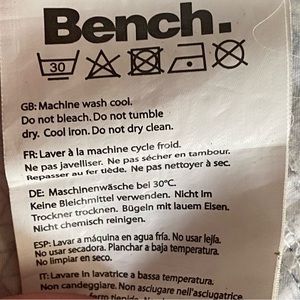 Bench.
30
GB: Machine wash cool.
Do not bleach. Do not tumble
dry. Cool iron. Do not dry clean.
FR: Laver à la machine cycle froid.
Ne pas javelliser. Ne pas sécher en tambour.
Repasser au fer tiède. Ne pas nettoyer à sec.
DE: Maschinenwäsche bei 30°C.
Keine Bleichmittel verwenden. Nicht im
Trockner trocknen. Bügeln mit lauem Eisen.
Nicht chemisch reinigen.
ESP: Lavar a máquina en agua fría. No usar lejía.
No usar secadora. Planchar a baja temperatura.
No limpiar en seco.
IT: Lavare in lavatrice a bassa temperatura.
Non candeggiare. Non asciugare nell'asciugatrice
ferro tiepido.